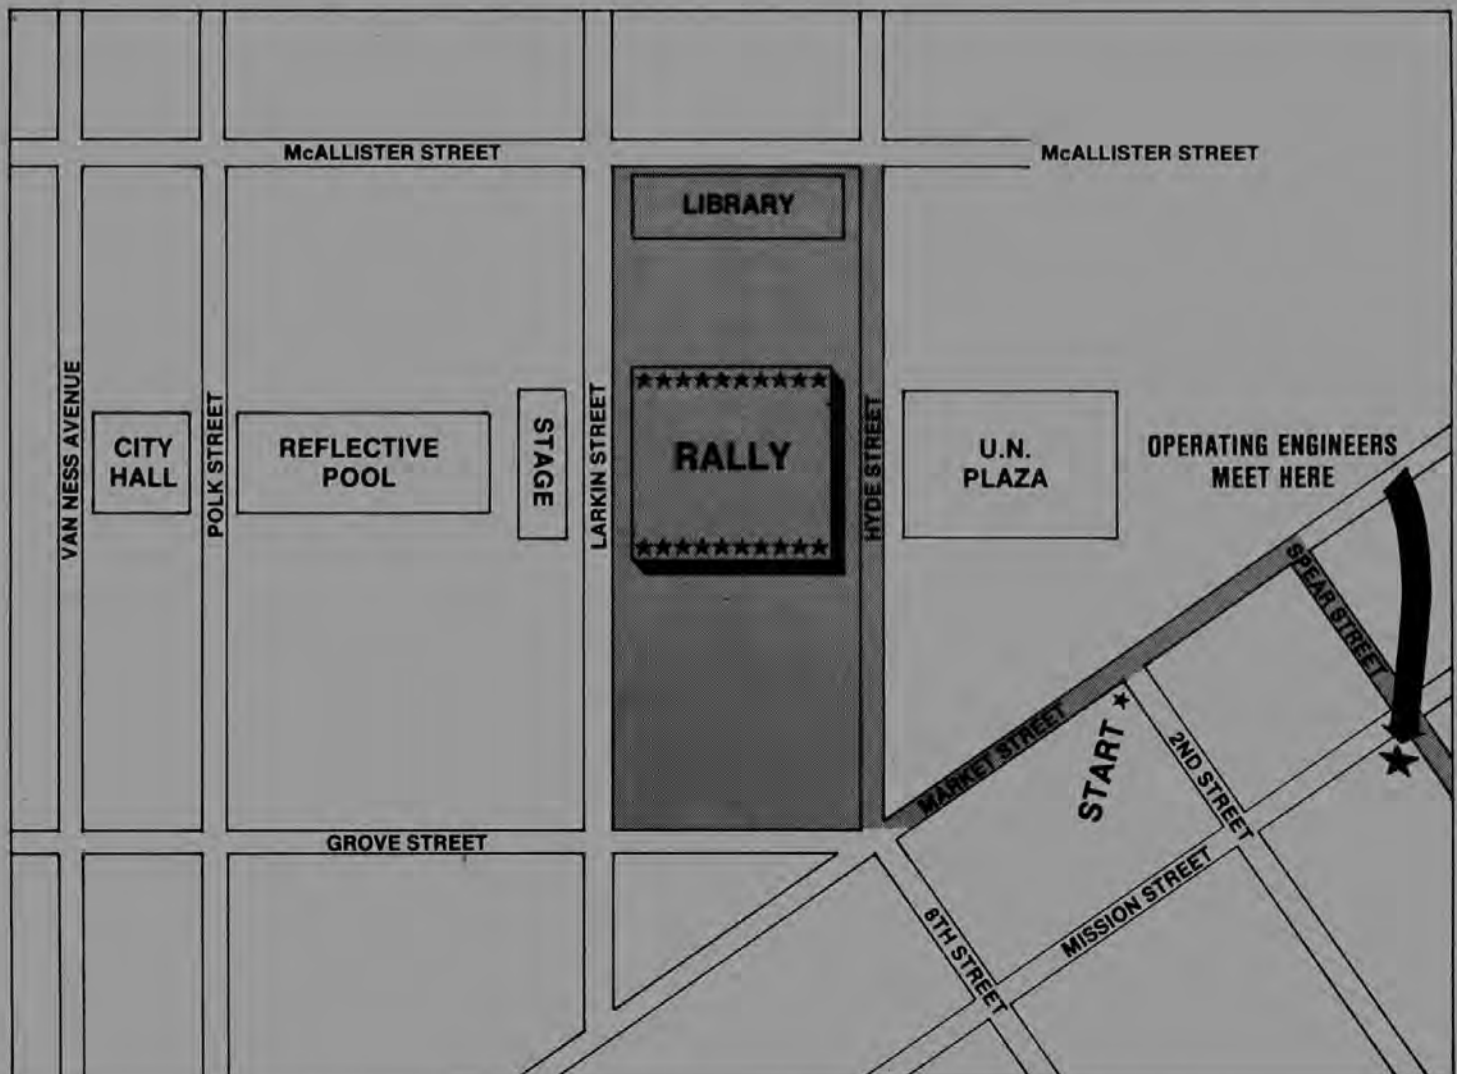 McALLISTER STREET
McALLISTER STREET
LIBRARY
VAN NESS AVENUE
CITY
HALL
POLK STREET
REFLECTIVE
POOL
STAGE
LARKIN STREET
RALLY
HYDE STREET
U.N.
PLAZA
OPERATING ENGINEERS
MEET HERE
SPEAR STREET
MARKET STREET
START
2ND STREET
GROVE STREET
MISSION STREET
8TH STREET